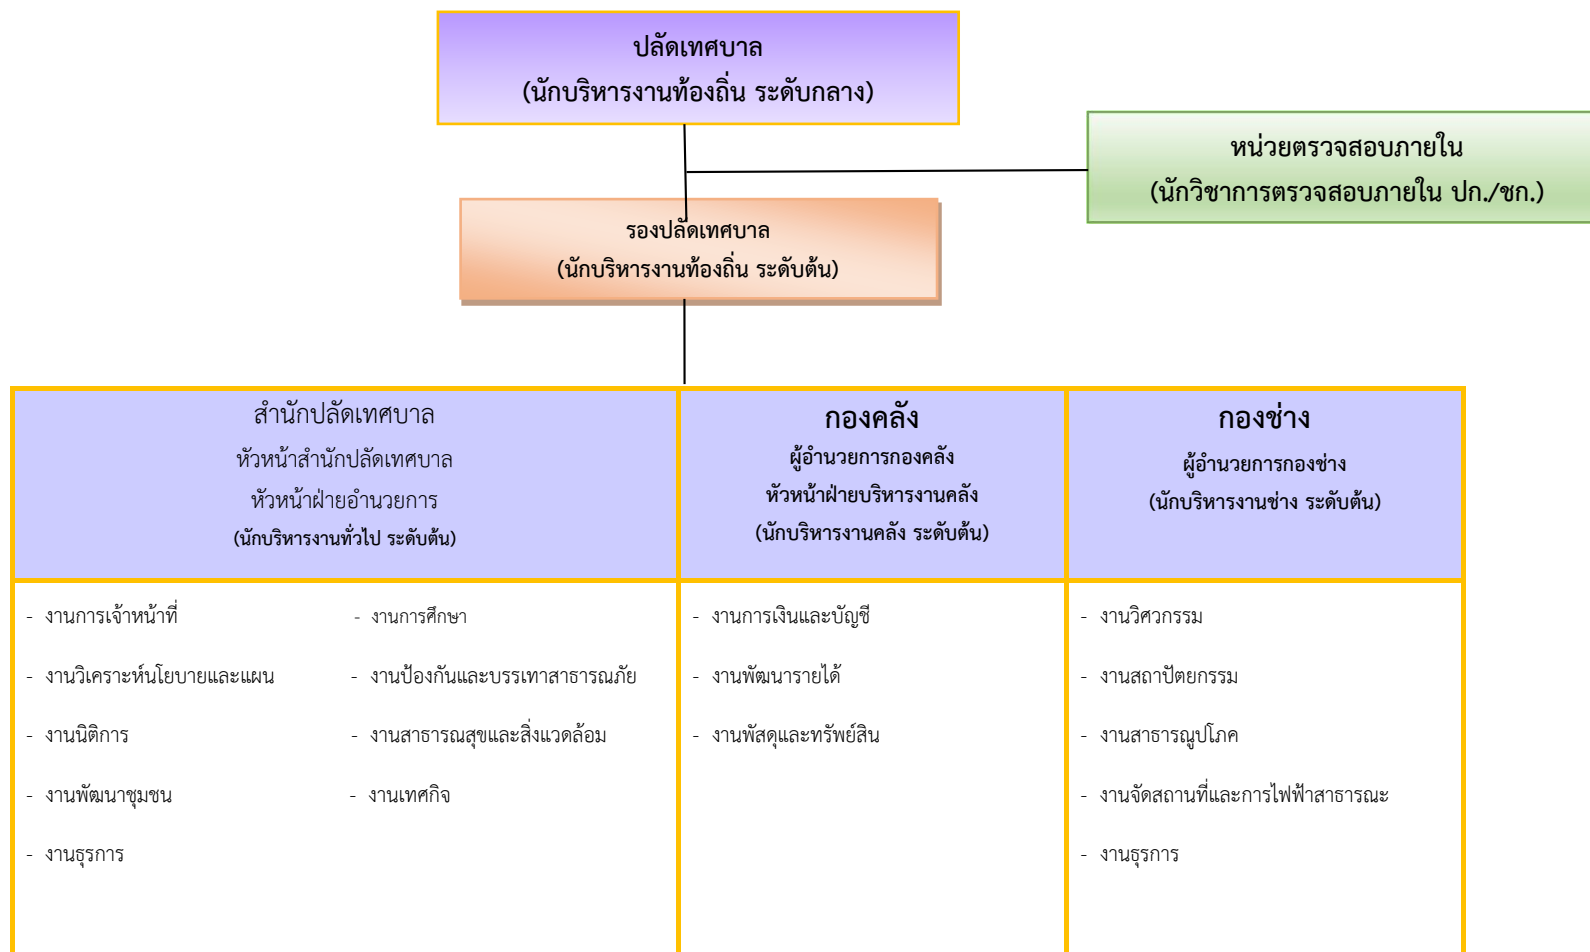 ปลัดเทศบาล
(นักบริหารงานท้องถิ่น ระดับกลาง)
หน่วยตรวจสอบภายใน
(นักวิชาการตรวจสอบภายใน ปก./ชก.)
รองปลัดเทศบาล
(นักบริหารงานท้องถิ่น ระดับต้น)
สำนักปลัดเทศบาล
หัวหน้าสำนักปลัดเทศบาล
หัวหน้าฝ่ายอำนวยการ
(นักบริหารงานทั่วไป ระดับต้น)
กองคลัง
ผู้อำนวยการกองคลัง
หัวหน้าฝ่ายบริหารงานคลัง
(นักบริหารงานคลัง ระดับต้น)
กองช่าง
ผู้อำนวยการกองช่าง
(นักบริหารงานช่าง ระดับต้น)
- งานการเจ้าหน้าที่
- งานวิเคราะห์นโยบายและแผน
- งานนิติการ
- งานพัฒนาชุมชน
- งานธุรการ
- งานการศึกษา
- งานป้องกันและบรรเทาสาธารณภัย
- งานสาธารณสุขและสิ่งแวดล้อม
- งานเทศกิจ
- งานการเงินและบัญชี
- งานพัฒนารายได้
- งานพัสดุและทรัพย์สิน
- งานวิศวกรรม
- งานสถาปัตยกรรม
- งานสาธารณูปโภค
- งานจัดสถานที่และการไฟฟ้าสาธารณะ
- งานธุรการ